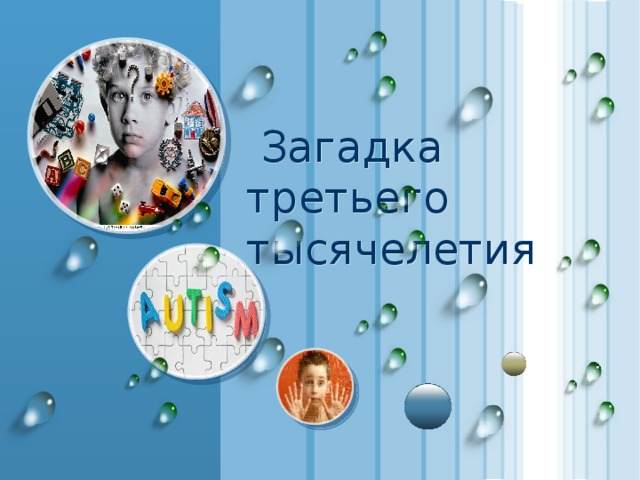 Загадка
третьего
тысячелетия
?
A B C
AUTISM